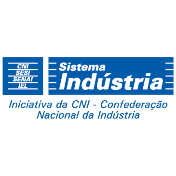 CNI
SESI
SENAI
IEL
Sistema
Indústria
Iniciativa da CNI - Confederação
Nacional da Indústria